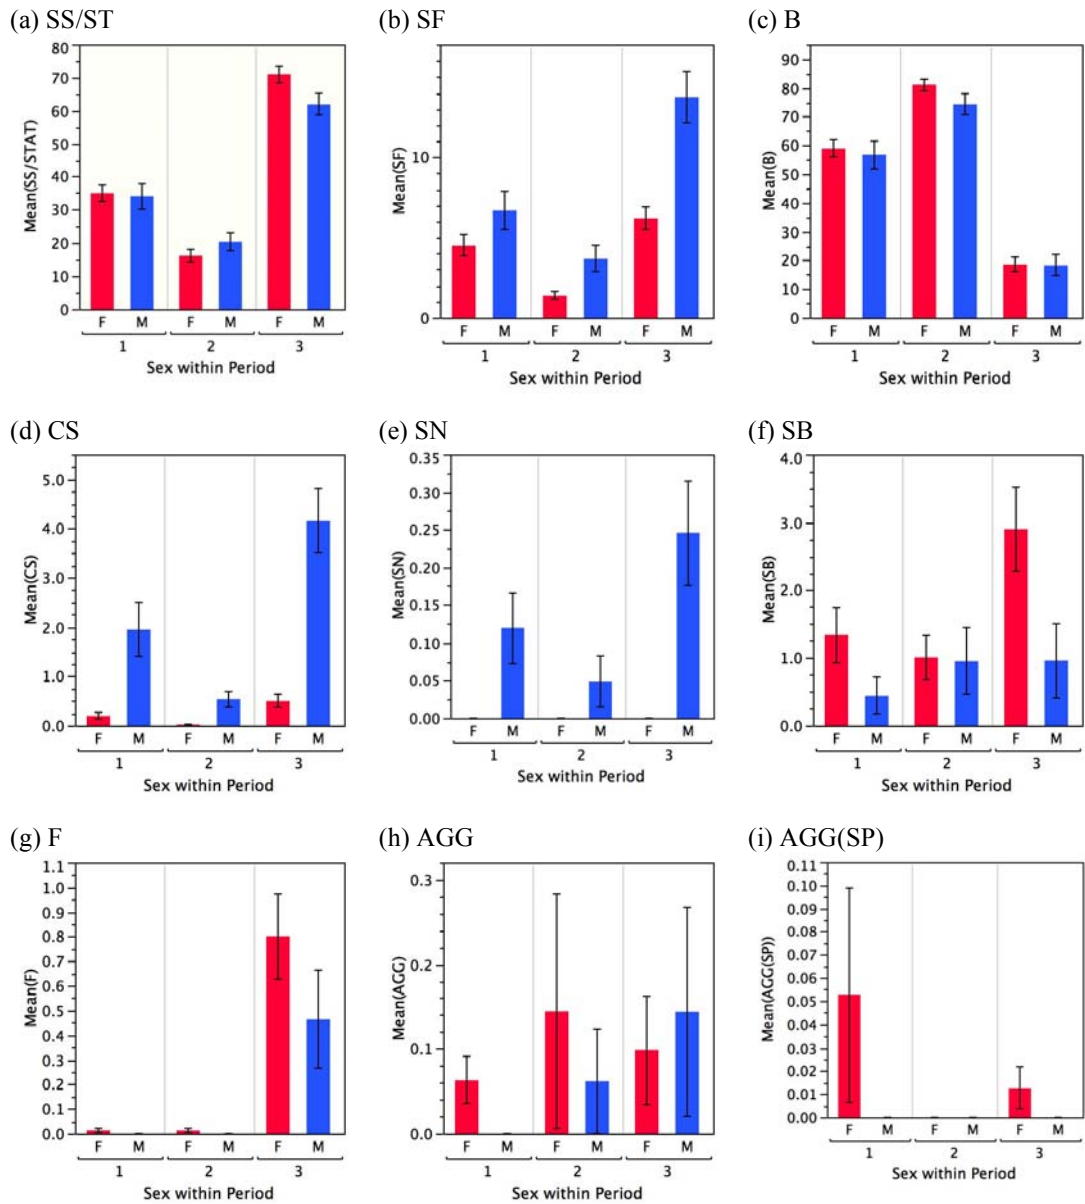 (a) SS/ST
Mean(SS/STAT)
80
70
60
50
40
30
20
10
0
F M F M F M
1 2 3
Sex within Period
(b) SF
Mean(SF)
10
0
F M F M F M
1 2 3
Sex within Period
(c) B
Mean(B)
90
80
70
60
50
40
30
20
10
0
F M F M F M
1 2 3
Sex within Period
(d) CS
Mean(CS)
5.0
4.0
3.0
2.0
1.0
0.0
F M F M F M
1 2 3
Sex within Period
(e) SN
Mean(SN)
0.35
0.30
0.25
0.20
0.15
0.10
0.05
0.00
F M F M F M
1 2 3
Sex within Period
(f) SB
Mean(SB)
4.0
3.0
2.0
1.0
0.0
F M F M F M
1 2 3
Sex within Period
(g) F
Mean(F)
1.1
1.0
0.9
0.8
0.7
0.6
0.5
0.4
0.3
0.2
0.1
0.0
F M F M F M
1 2 3
Sex within Period
(h) AGG
Mean(AGG)
0.3
0.2
0.1
0.0
F M F M F M
1 2 3
Sex within Period
(i) AGG(SP)
Mean(AGG(SP))
0.11
0.10
0.09
0.08
0.07
0.06
0.05
0.04
0.03
0.02
0.01
0.00
F M F M F M
1 2 3
Sex within Period